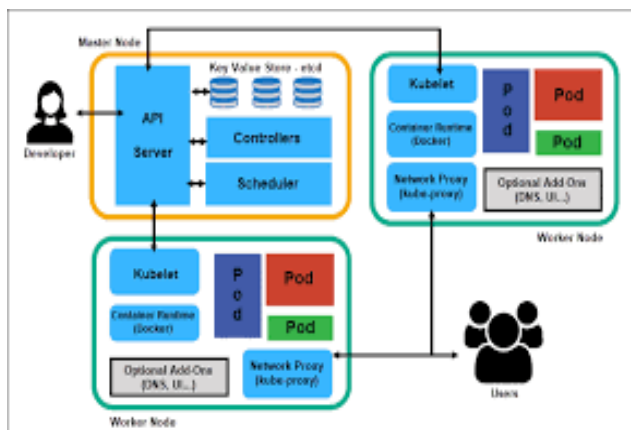 Master Node
Key Value Store - etcd
API
Server
Controllers
Scheduler
Developer
Kubelet
Container Runtime
(Docker)
Network Proxy
(kube-proxy)
P
o
d
Pod
Pod
Optional Add-Ons
(DNS, UI...)
Worker Node
Kubelet
Container Runtime
(Docker)
P
o
d
Pod
Pod
Optional Add-Ons
(DNS, UI...)
Network Proxy
(kube-proxy)
Worker Node
Users